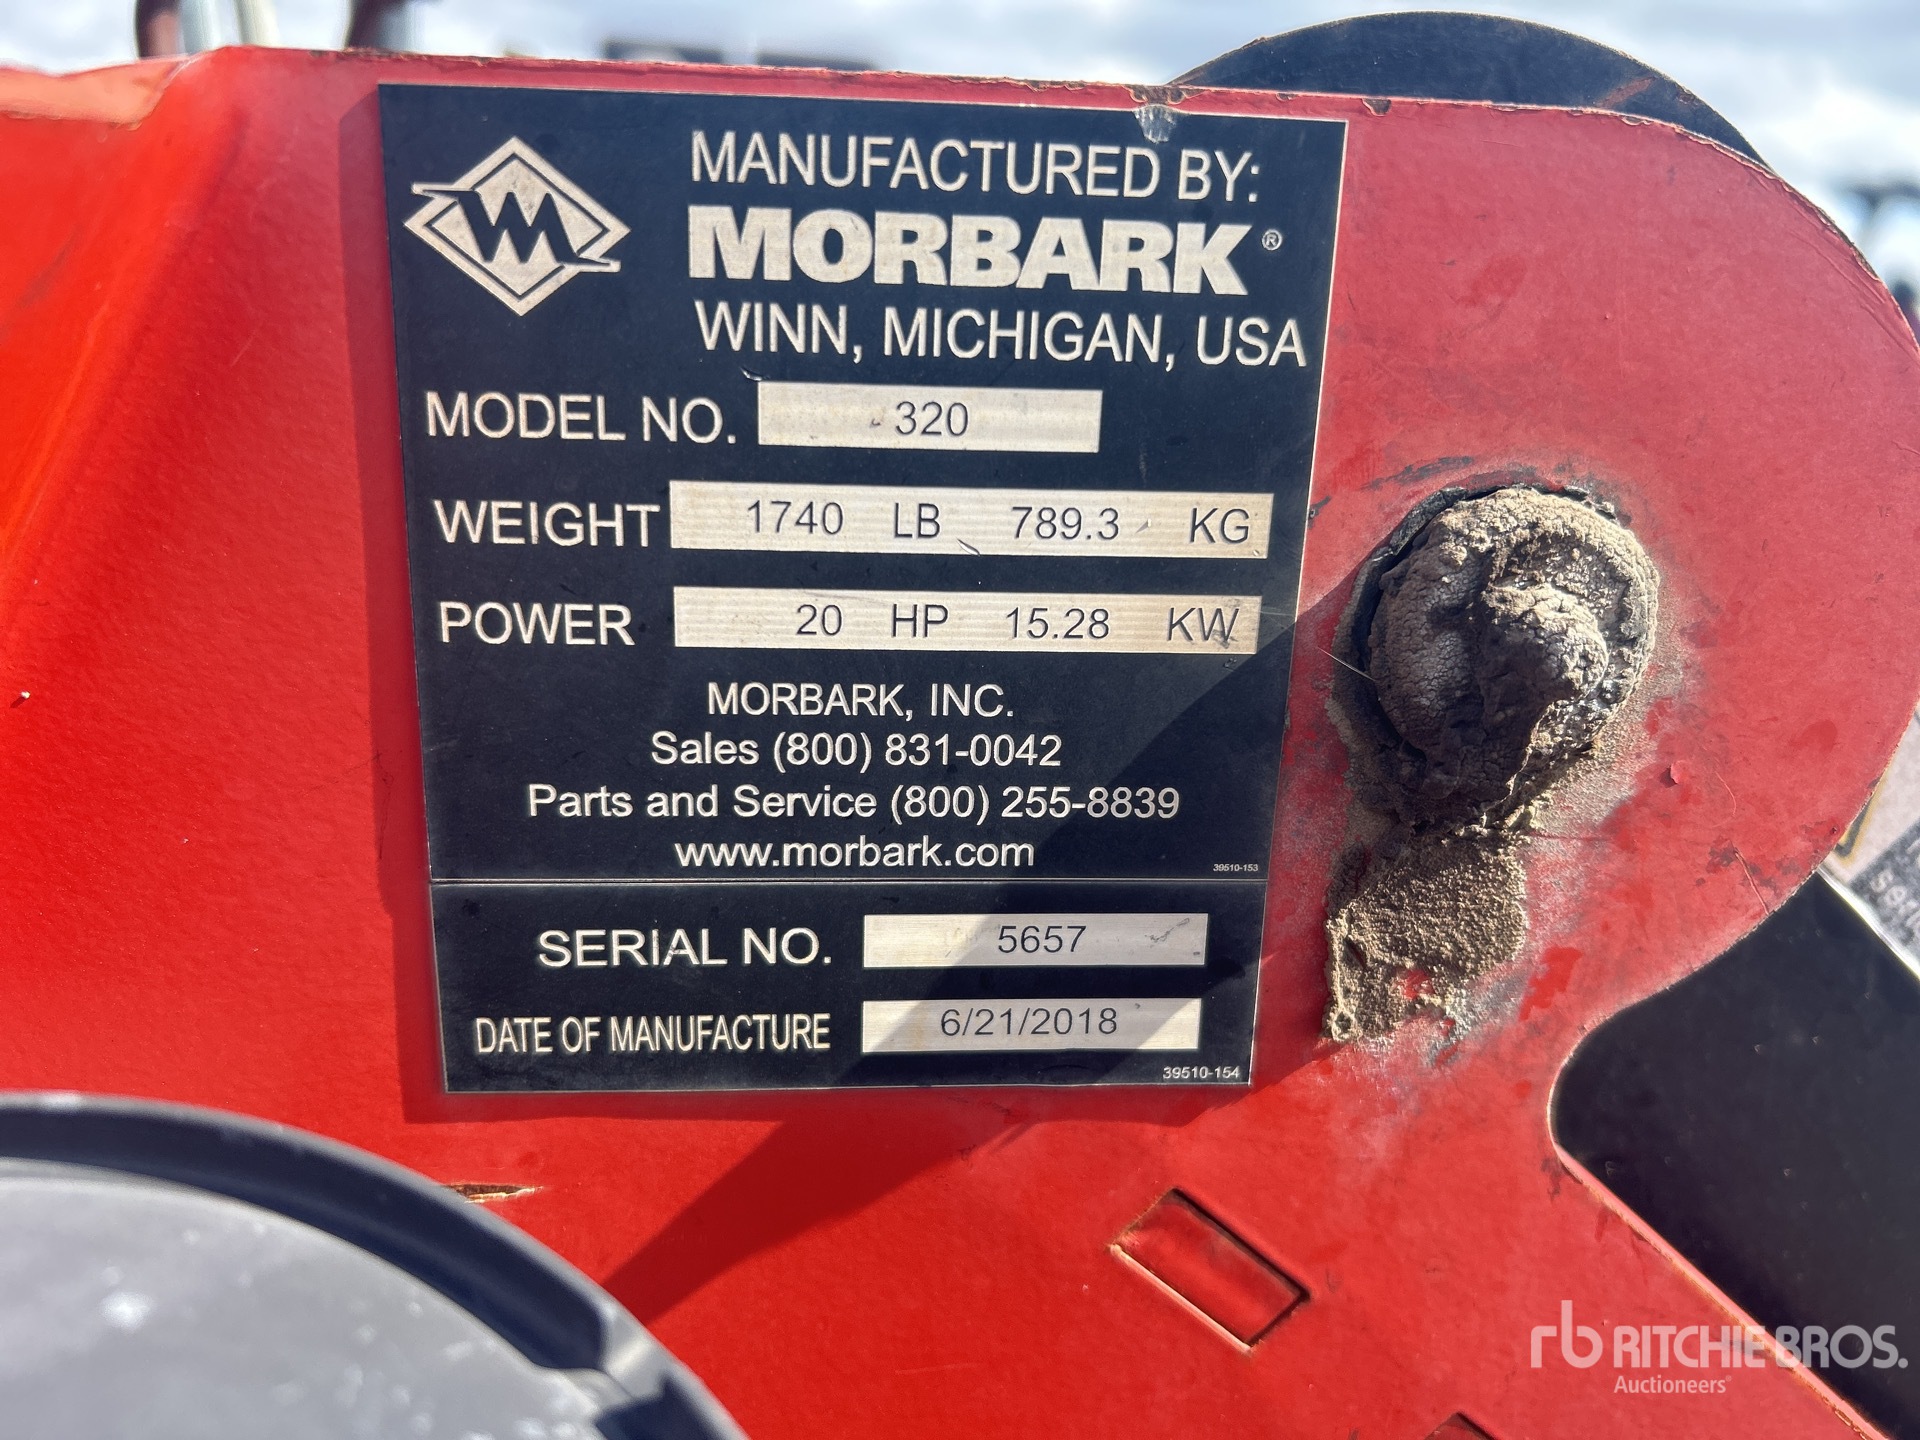 MANUFACTURED BY:
MORBARK®
WINN, MICHIGAN, USA
MODEL NO. 320
WEIGHT 1740 LB 789.3 KG
POWER 20 HP 15.28 KW
MORBARK, INC.
Sales (800) 831-0042
Parts and Service (800) 255-8839
www.morbark.com
39510-153
SERIAL NO. 5657
DATE OF MANUFACTURE 6/21/2018
39510-154
rb RITCHIE BROS.
Auctioneers